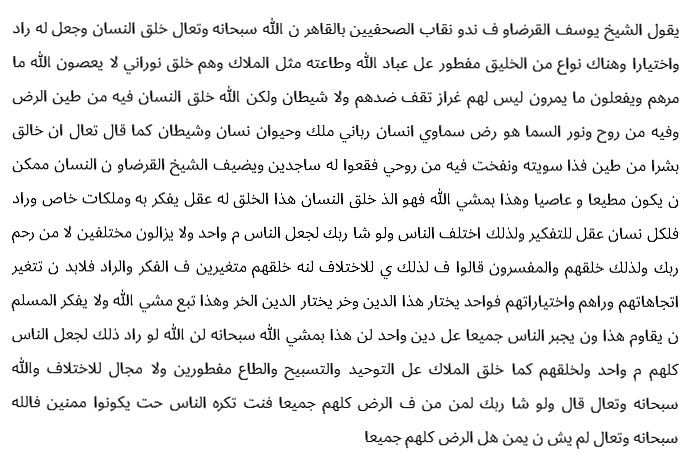 يقول الشيخ يوسف القرضاو ف ندو نقاب الصحفيين بالقاهر ن الله سبحانه وتعال خلق النسان وجعل له راد
واختيارا وهناك نواع من الخليق مفطور عل عباد الله وطاعته مثل الملاك وهم خلق نوراني لا يعصون الله ما
مرهم ويفعلون ما يمرون ليس لهم غراز تقف ضدهم ولا شيطان ولكن الله خلق النسان فيه من طين الرض
وفيه من روح ونور السما هو رض سماوي انسان رباني ملك وحيوان نسان وشيطان كما قال تعال ان خالق
بشرا من طين فذا سويته ونفخت فيه من روحي فقعوا له ساجدين ويضيف الشيخ القرضاو ن النسان ممكن
ن يكون مطيعا و عاصيا وهذا بمشي الله فهو الذ خلق النسان هذا الخلق له عقل يفكر به وملكات خاص وراد
فلكل نسان عقل للتفكير ولذلك اختلف الناس ولو شا ربك لجعل الناس م واحد ولا يزالون مختلفين لا من رحم
ربك ولذلك خلقهم والمفسرون قالوا ف لذلك ي للاختلاف لنه خلقهم متغيرين ف الفكر والراد فلابد ن تتغير
اتجاهاتهم وراهم واختياراتهم فواحد يختار هذا الدين وخر يختار الدين الخر وهذا تبع مشي الله ولا يفكر المسلم
ن يقاوم هذا ون يجبر الناس جميعا عل دين واحد لن هذا بمشي الله سبحانه لن الله لو راد ذلك لجعل الناس
كلهم م واحد ولخلقهم كما خلق الملاك عل التوحيد والتسبيح والطاع مفطورين ولا مجال للاختلاف والله
سبحانه وتعال قال ولو شا ربك لمن من ف الرض كلهم جميعا فنت تكره الناس حت يكونوا ممنين فالله
سبحانه وتعال لم يش ن يمن هل الرض كلهم جميعا